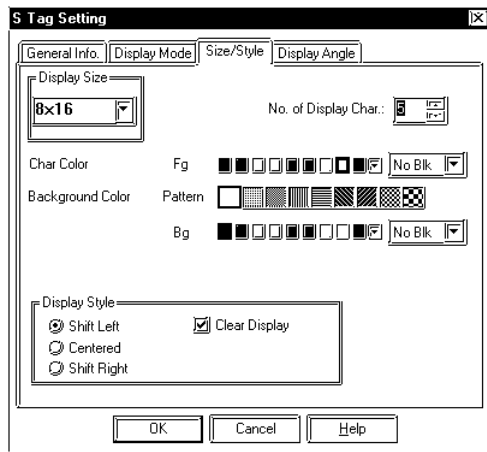 S Tag Setting
General Info. Display Mode Size/Style Display Angle
Display Size
8×16
No. of Display Char.: 5
Char Color Fg No Blk
Background Color Pattern
Bg No Blk
Display Style
Shift Left Clear Display
Centered
Shift Right
OK Cancel Help